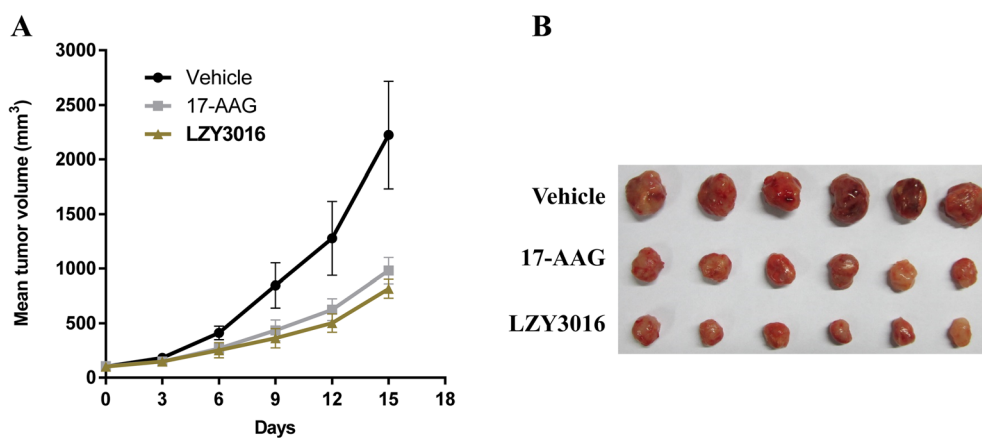 A
Mean tumor volume (mm³)
3000
2500
2000
1500
1000
500
0
Vehicle
17-AAG
LZY3016
0 3 6 9 12 15 18
Days
B
Vehicle
17-AAG
LZY3016